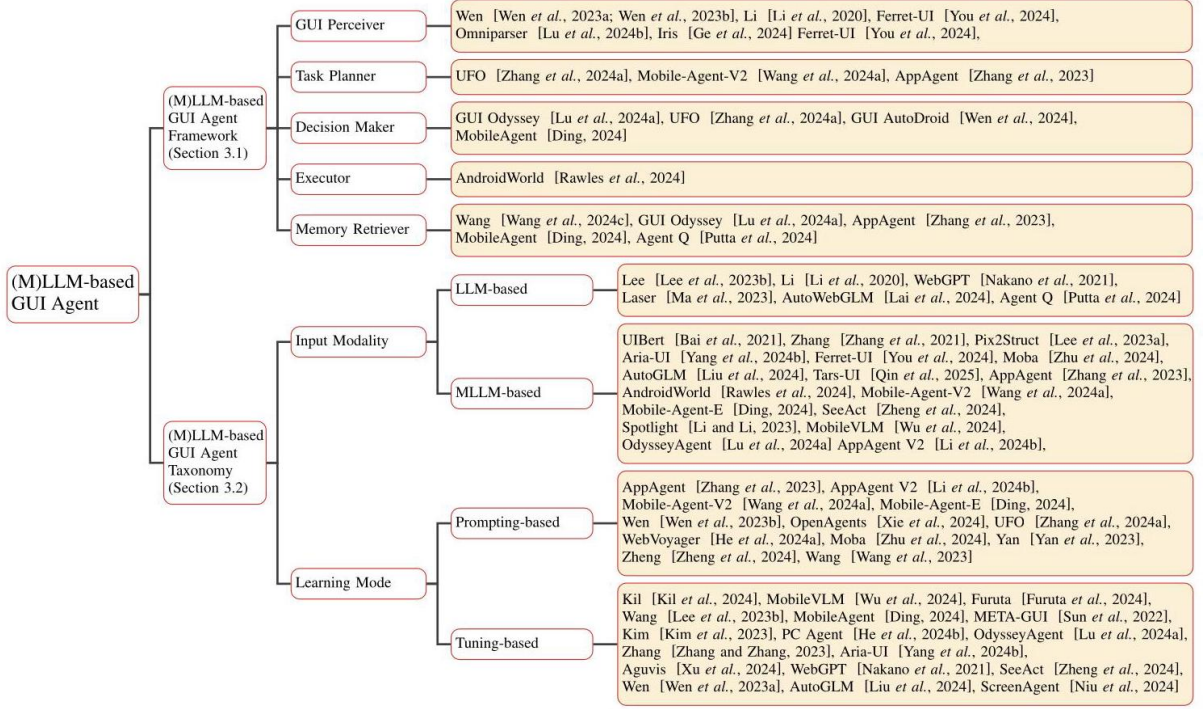 (M)LLM-based
GUI Agent
(M)LLM-based
GUI Agent
Framework
(Section 3.1)
GUI Perceiver
Wen [Wen et al., 2023a; Wen et al., 2023b], Li [Li et al., 2020], Ferret-UI [You et al., 2024],
Omniparser [Lu et al., 2024b], Iris [Ge et al., 2024] Ferret-UI [You et al., 2024],
Task Planner
UFO [Zhang et al., 2024a], Mobile-Agent-V2 [Wang et al., 2024a], AppAgent [Zhang et al., 2023]
Decision Maker
GUI Odyssey [Lu et al., 2024a], UFO [Zhang et al., 2024a], GUI AutoDroid [Wen et al., 2024],
MobileAgent [Ding, 2024]
Executor
AndroidWorld [Rawles et al., 2024]
Memory Retriever
Wang [Wang et al., 2024c], GUI Odyssey [Lu et al., 2024a], AppAgent [Zhang et al., 2023],
MobileAgent [Ding, 2024], Agent Q [Putta et al., 2024]
(M)LLM-based
GUI Agent
Taxonomy
(Section 3.2)
Input Modality
LLM-based
Lee [Lee et al., 2023b], Li [Li et al., 2020], WebGPT [Nakano et al., 2021],
Laser [Ma et al., 2023], AutoWebGLM [Lai et al., 2024], Agent Q [Putta et al., 2024]
MLLM-based
UIBert [Bai et al., 2021], Zhang [Zhang et al., 2021], Pix2Struct [Lee et al., 2023a],
Aria-UI [Yang et al., 2024b], Ferret-UI [You et al., 2024], Moba [Zhu et al., 2024],
AutoGLM [Liu et al., 2024], Tars-UI [Qin et al., 2025], AppAgent [Zhang et al., 2023],
AndroidWorld [Rawles et al., 2024], Mobile-Agent-V2 [Wang et al., 2024a],
Mobile-Agent-E [Ding, 2024], SeeAct [Zheng et al., 2024],
Spotlight [Li and Li, 2023], MobileVLM [Wu et al., 2024],
OdysseyAgent [Lu et al., 2024a] AppAgent V2 [Li et al., 2024b],
Learning Mode
Prompting-based
AppAgent [Zhang et al., 2023], AppAgent V2 [Li et al., 2024b],
Mobile-Agent-V2 [Wang et al., 2024a], Mobile-Agent-E [Ding, 2024],
Wen [Wen et al., 2023b], OpenAgents [Xie et al., 2024], UFO [Zhang et al., 2024a],
WebVoyager [He et al., 2024a], Moba [Zhu et al., 2024], Yan [Yan et al., 2023],
Zheng [Zheng et al., 2024], Wang [Wang et al., 2023]
Tuning-based
Kil [Kil et al., 2024], MobileVLM [Wu et al., 2024], Furuta [Furuta et al., 2024],
Wang [Lee et al., 2023b], MobileAgent [Ding, 2024], META-GUI [Sun et al., 2022],
Kim [Kim et al., 2023], PC Agent [He et al., 2024b], OdysseyAgent [Lu et al., 2024a],
Zhang [Zhang and Zhang, 2023], Aria-UI [Yang et al., 2024b],
Aguvis [Xu et al., 2024], WebGPT [Nakano et al., 2021], SeeAct [Zheng et al., 2024],
Wen [Wen et al., 2023a], AutoGLM [Liu et al., 2024], ScreenAgent [Niu et al., 2024]